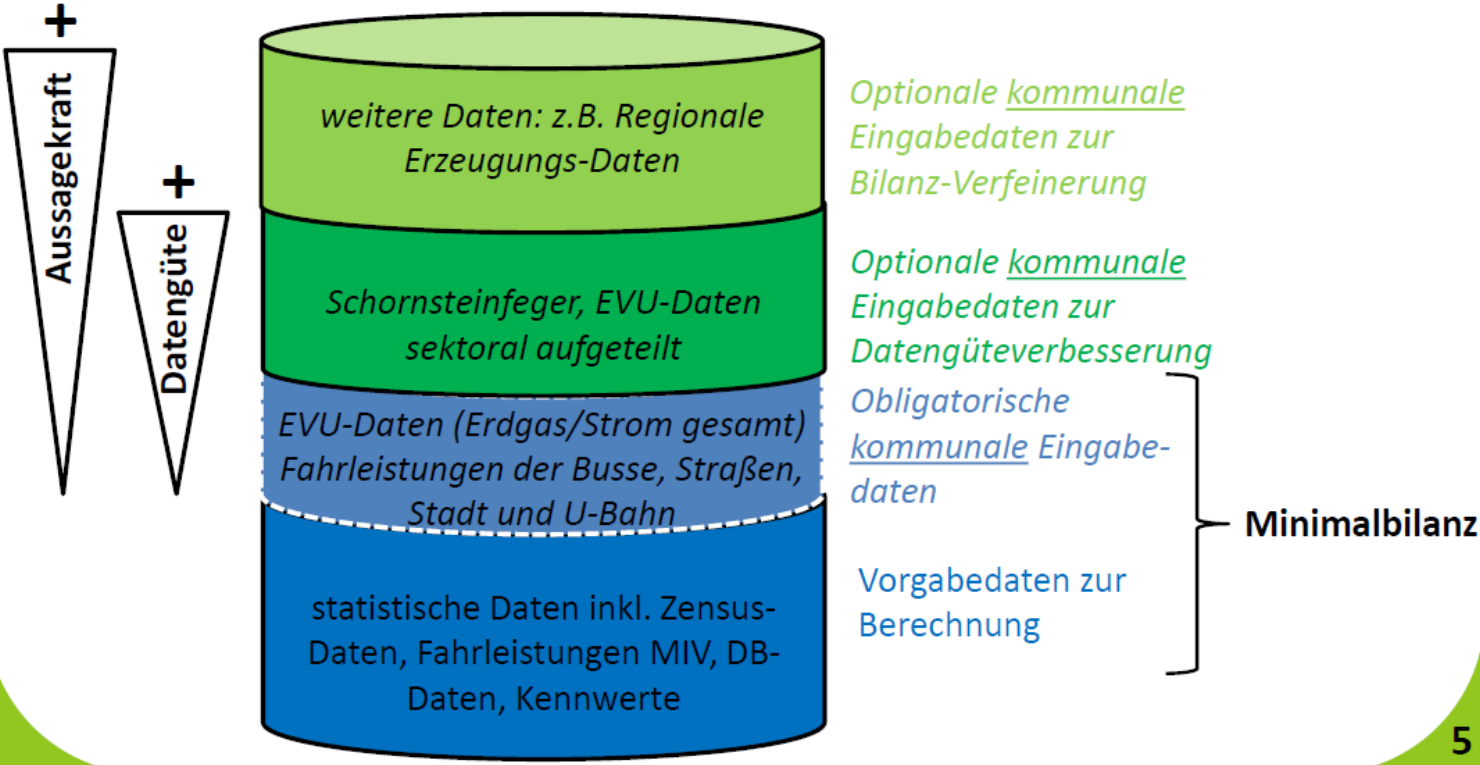 +
Aussagekraft
+
Datengüte
weitere Daten: z.B. Regionale
Erzeugungs-Daten
Optionale kommunale
Eingabedaten zur
Bilanz-Verfeinerung
Schornsteinfeger, EVU-Daten
sektoral aufgeteilt
Optionale kommunale
Eingabedaten zur
Datengüteverbesserung
EVU-Daten (Erdgas/Strom gesamt)
Fahrleistungen der Busse, Straßen,
Stadt und U-Bahn
Obligatorische
kommunale Eingabe-
daten
statistische Daten inkl. Zensus-
Daten, Fahrleistungen MIV, DB-
Daten, Kennwerte
Vorgabedaten zur
Berechnung
Minimalbilanz
5